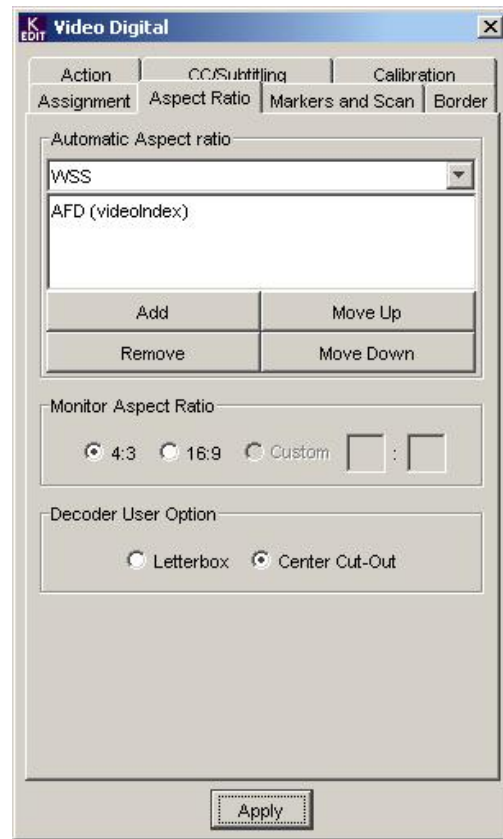 K EDIT Video Digital
Action CC/Subtitling Calibration
Assignment Aspect Ratio Markers and Scan Border
Automatic Aspect ratio
WSS
AFD (videoIndex)
Add Move Up
Remove Move Down
Monitor Aspect Ratio
4:3 16:9 Custom :
Decoder User Option
Letterbox Center Cut-Out
Apply